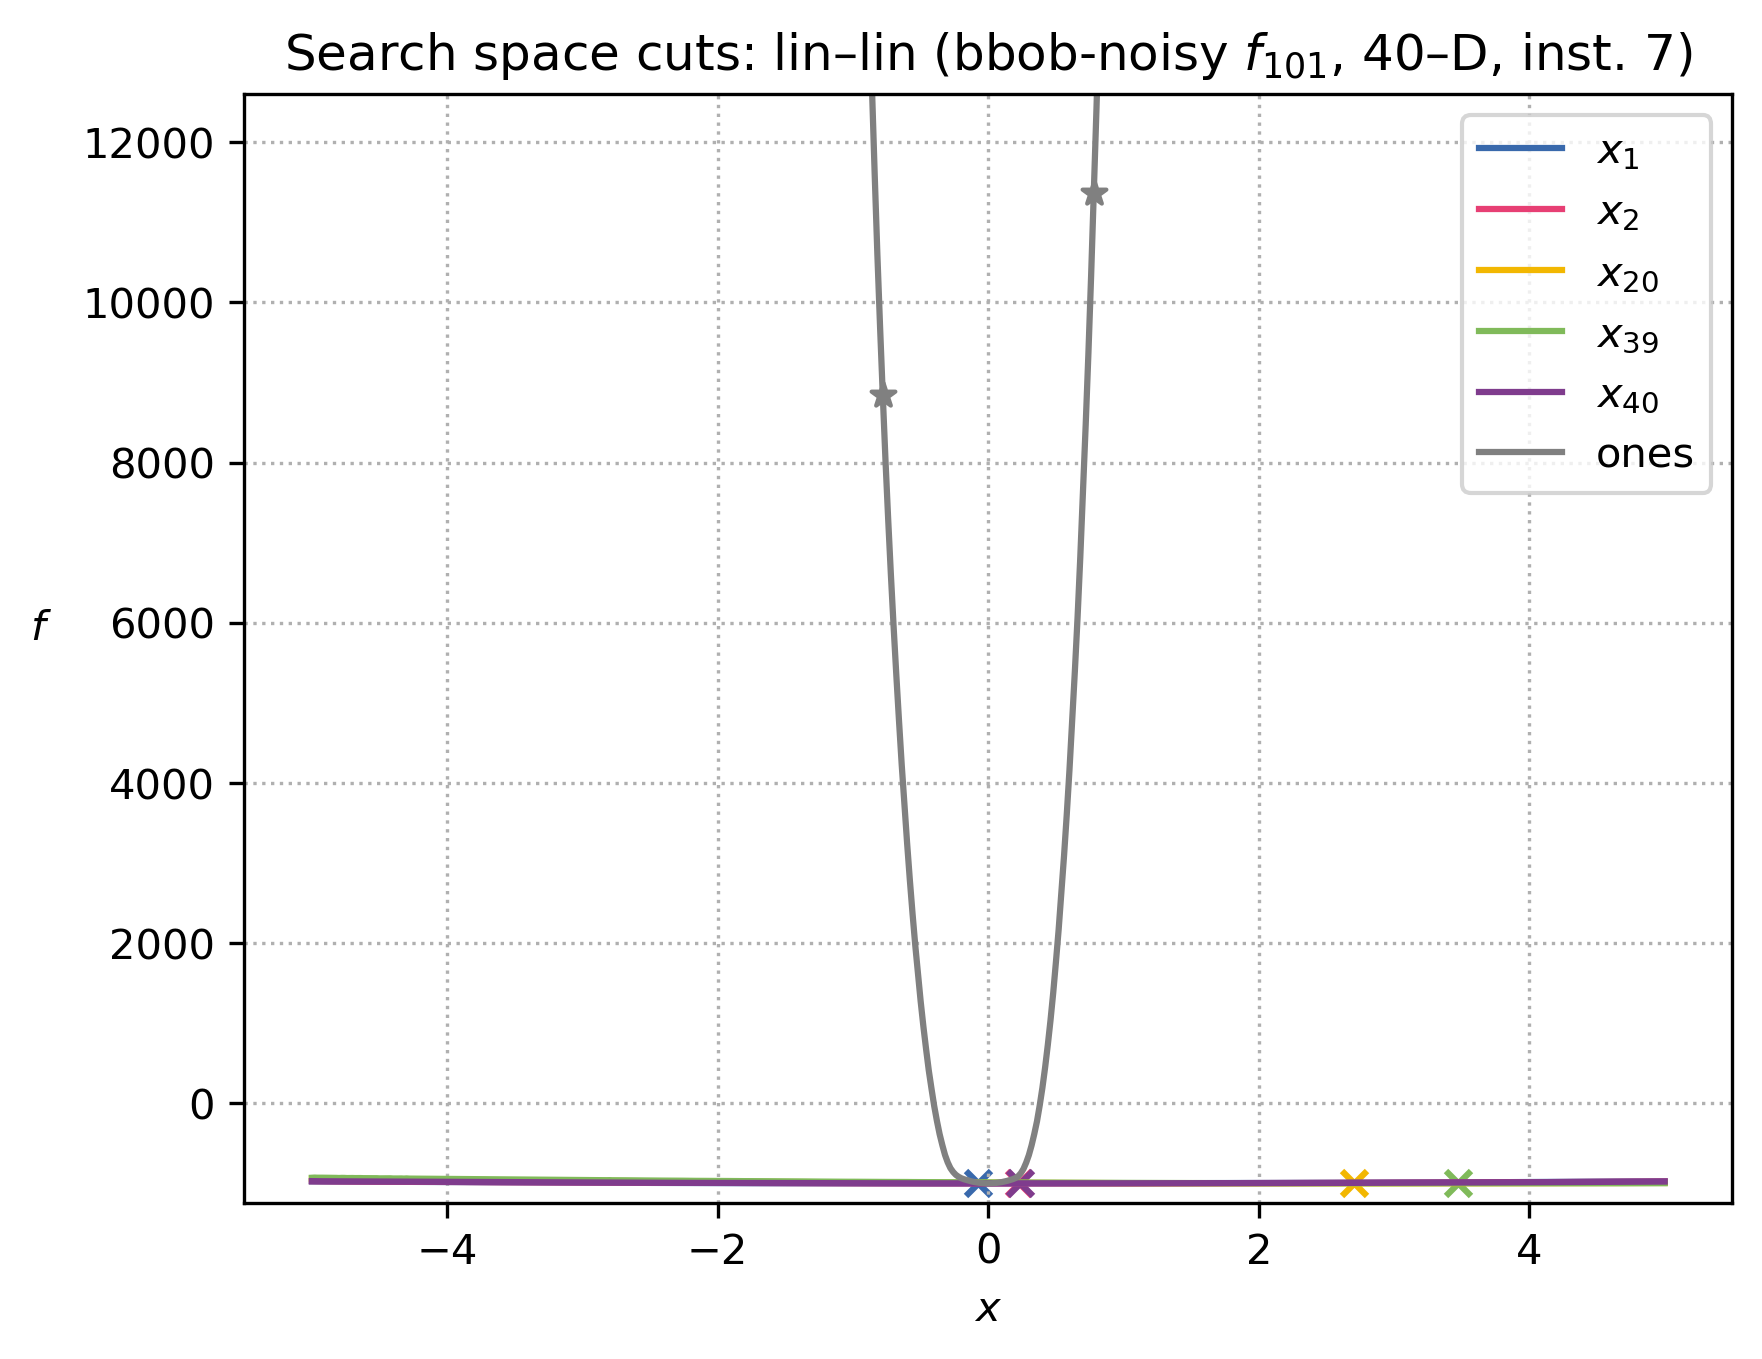 Search space cuts: lin–lin (bbob-noisy f101, 40–D, inst. 7)
12000
10000
8000
6000
4000
2000
0
f
−4
−2
0
2
4
x
x1
x2
x20
x39
x40
ones